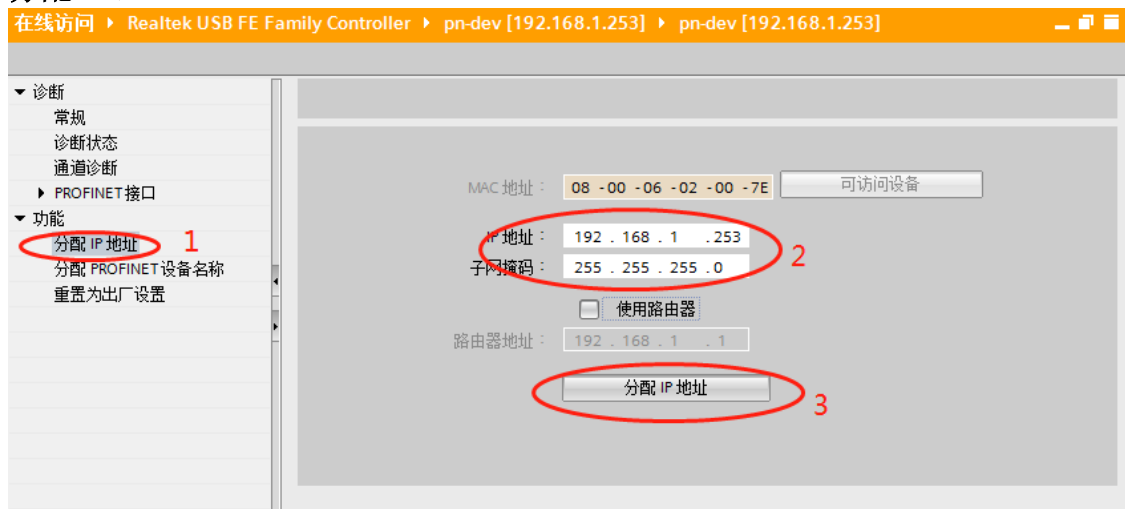 在线访问 ▸ Realtek USB FE Family Controller ▸ pn-dev [192.168.1.253] ▸ pn-dev [192.168.1.253]
诊断
常规
诊断状态
通道诊断
PROFINET接口
功能
分配 IP 地址 1
分配 PROFINET设备名称
重置为出厂设置
MAC 地址: 08 -00 -06 -02 -00 -7E 可访问设备
IP 地址: 192 . 168 . 1 .253
子网掩码: 255 . 255 . 255 .0
2
使用路由器
路由器地址: 192 . 168 . 1 . 1
分配 IP 地址 3